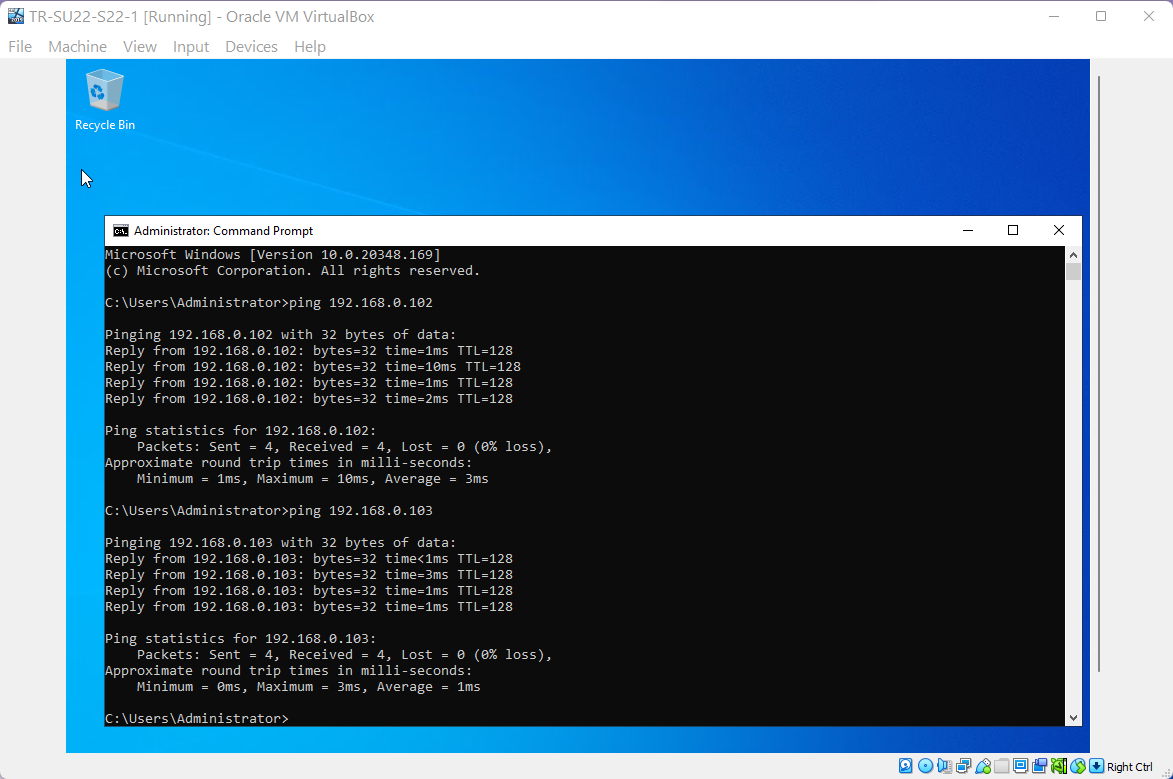 TR-SU22-S22-1 [Running] - Oracle VM VirtualBox
File Machine View Input Devices Help
Recycle Bin
Administrator: Command Prompt
Microsoft Windows [Version 10.0.20348.169]
(c) Microsoft Corporation. All rights reserved.
C:\Users\Administrator>ping 192.168.0.102
Pinging 192.168.0.102 with 32 bytes of data:
Reply from 192.168.0.102: bytes=32 time=1ms TTL=128
Reply from 192.168.0.102: bytes=32 time=10ms TTL=128
Reply from 192.168.0.102: bytes=32 time=1ms TTL=128
Reply from 192.168.0.102: bytes=32 time=2ms TTL=128
Ping statistics for 192.168.0.102:
    Packets: Sent = 4, Received = 4, Lost = 0 (0% loss),
Approximate round trip times in milli-seconds:
    Minimum = 1ms, Maximum = 10ms, Average = 3ms
C:\Users\Administrator>ping 192.168.0.103
Pinging 192.168.0.103 with 32 bytes of data:
Reply from 192.168.0.103: bytes=32 time<1ms TTL=128
Reply from 192.168.0.103: bytes=32 time=3ms TTL=128
Reply from 192.168.0.103: bytes=32 time=1ms TTL=128
Reply from 192.168.0.103: bytes=32 time=1ms TTL=128
Ping statistics for 192.168.0.103:
    Packets: Sent = 4, Received = 4, Lost = 0 (0% loss),
Approximate round trip times in milli-seconds:
    Minimum = 0ms, Maximum = 3ms, Average = 1ms
C:\Users\Administrator>
Right Ctrl